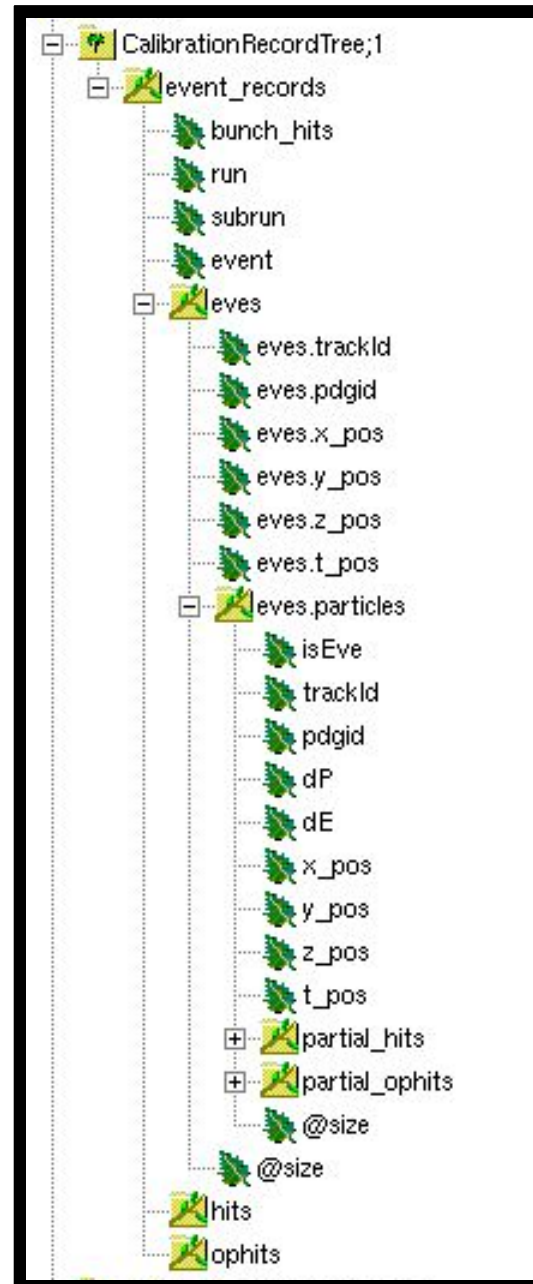 CalibrationRecordTree;1
event_records
bunch_hits
run
subrun
event
eves
eves.trackId
eves.pdgid
eves.x_pos
eves.y_pos
eves.z_pos
eves.t_pos
eves.particles
isEve
trackId
pdgid
dP
dE
x_pos
y_pos
z_pos
t_pos
partial_hits
partial_ophits
@size
@size
hits
ophits